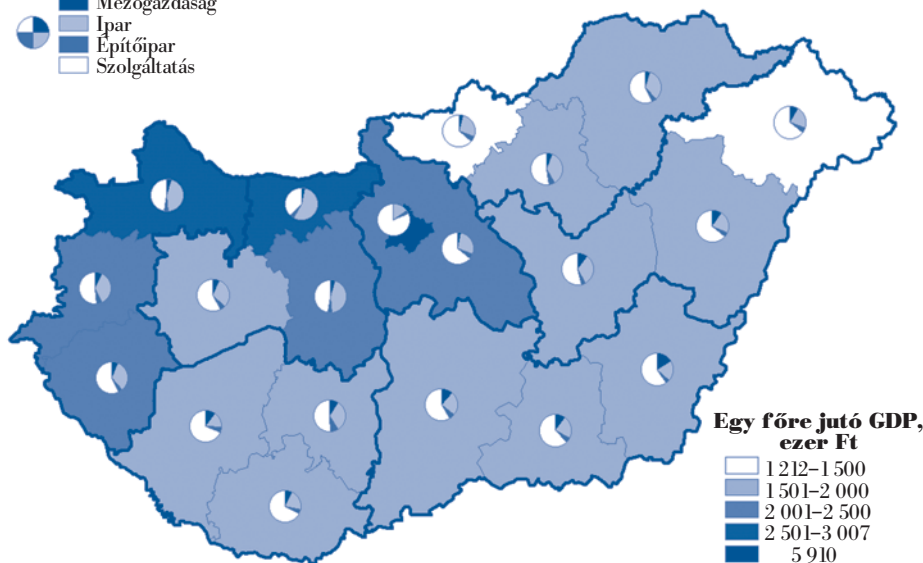 Mezőgazdaság
Ipar
Építőipar
Szolgáltatás
Egy főre jutó GDP,
ezer Ft
1 212–1 500
1 501–2 000
2 001–2 500
2 501–3 007
5 910